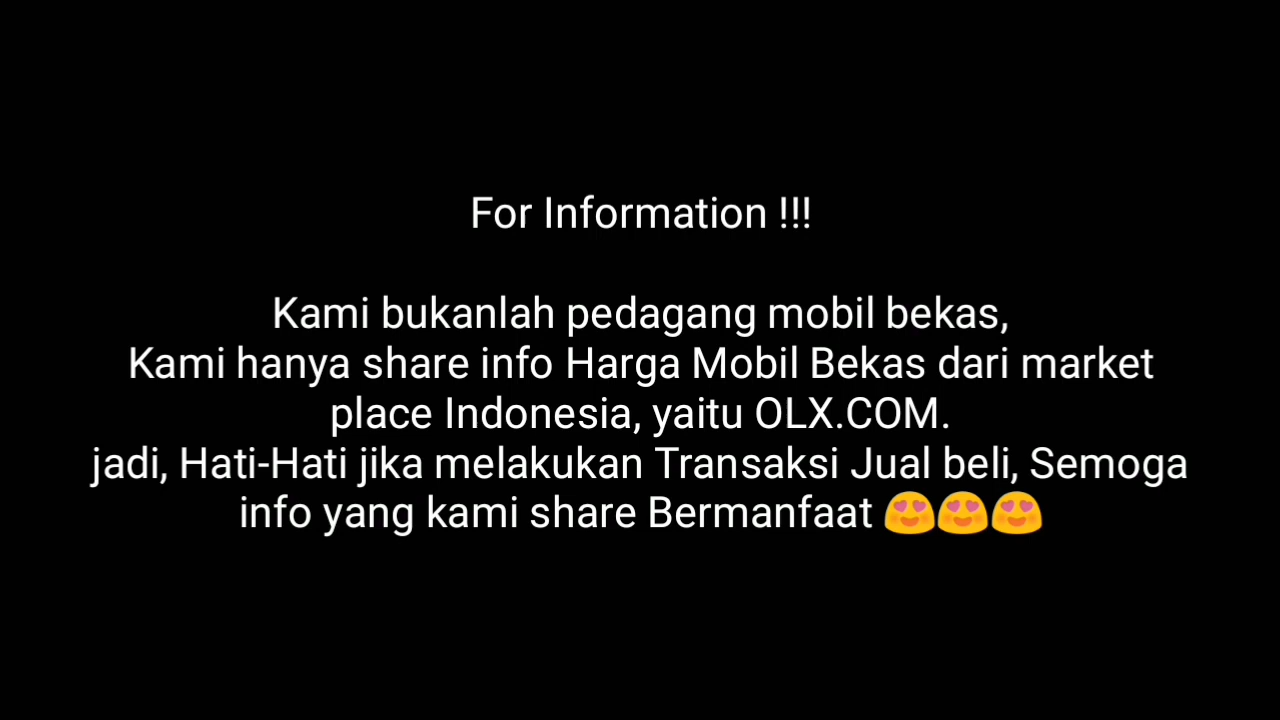 For Information !!!
Kami bukanlah pedagang mobil bekas,
Kami hanya share info Harga Mobil Bekas dari market
place Indonesia, yaitu OLX.COM.
jadi, Hati-Hati jika melakukan Transaksi Jual beli, Semoga
info yang kami share Bermanfaat 😍😍😍